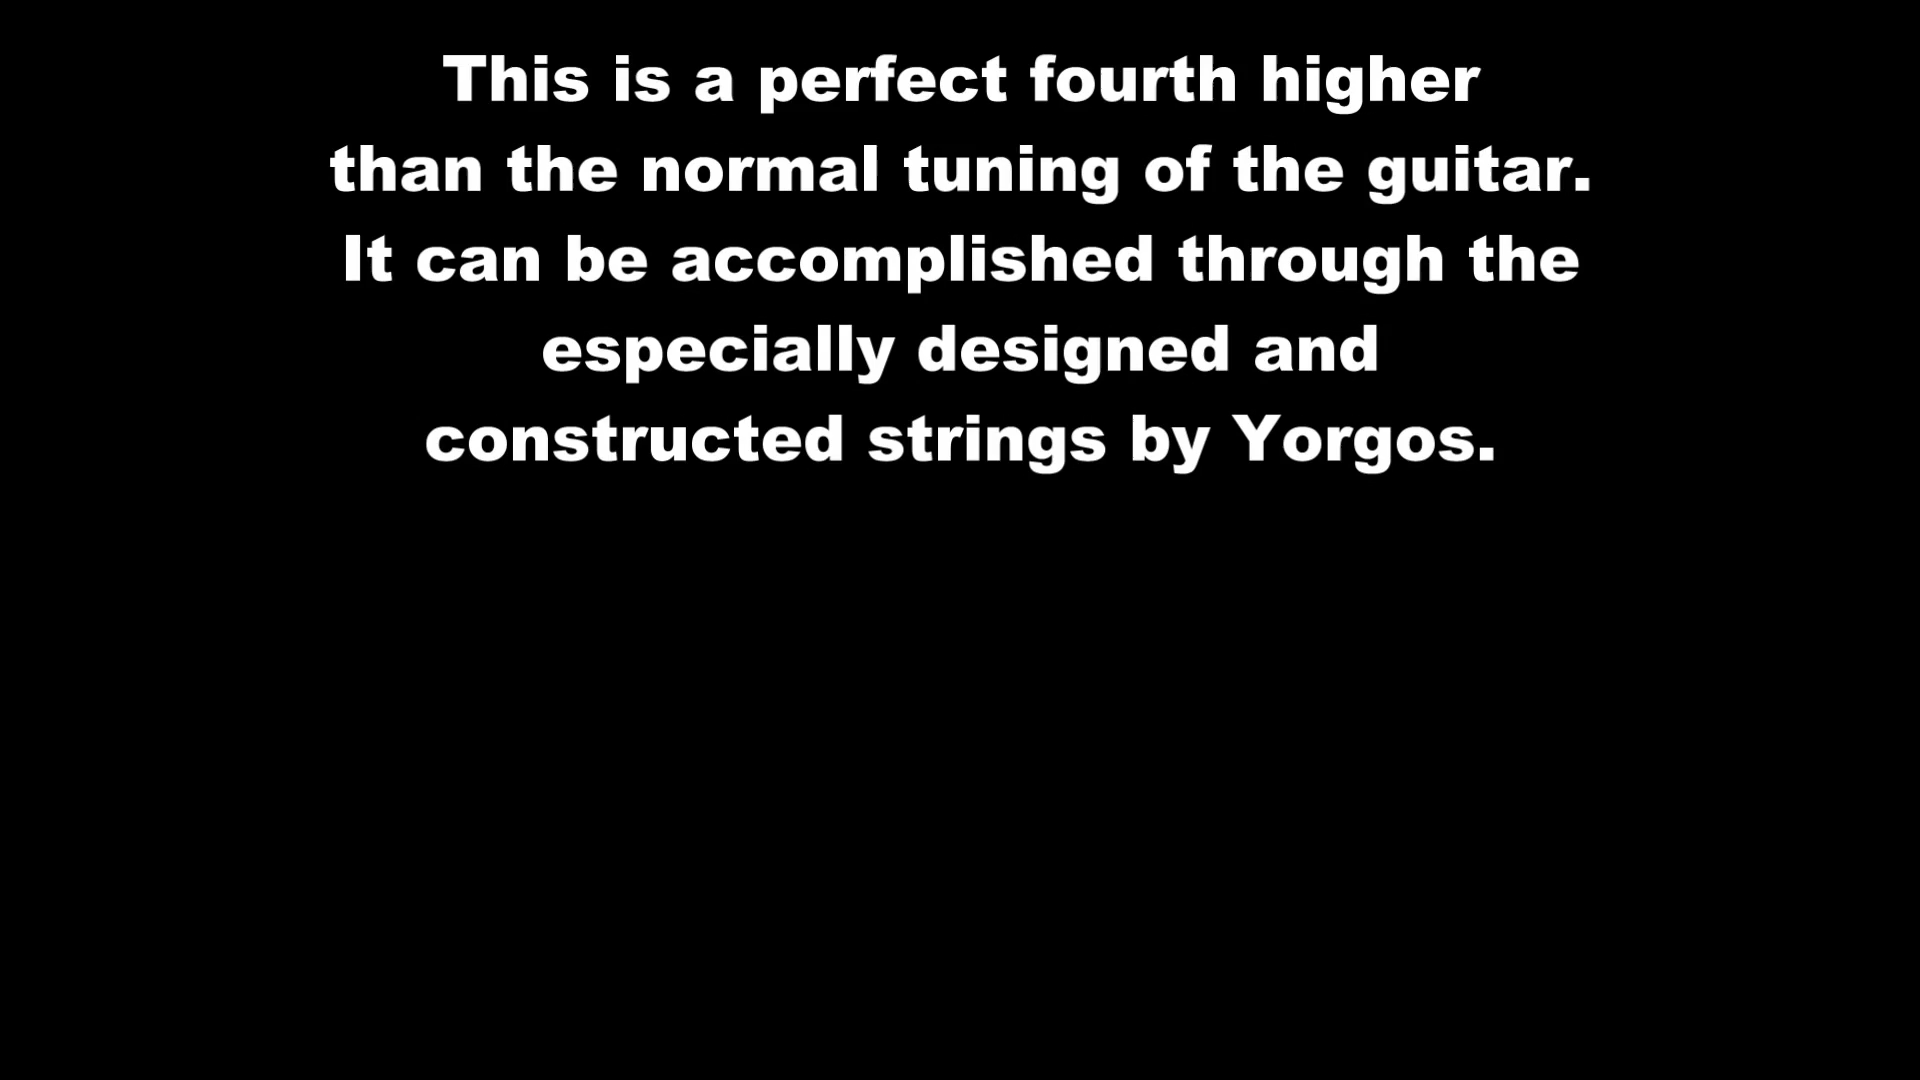 This is a perfect fourth higher
than the normal tuning of the guitar.
It can be accomplished through the
especially designed and
constructed strings by Yorgos.